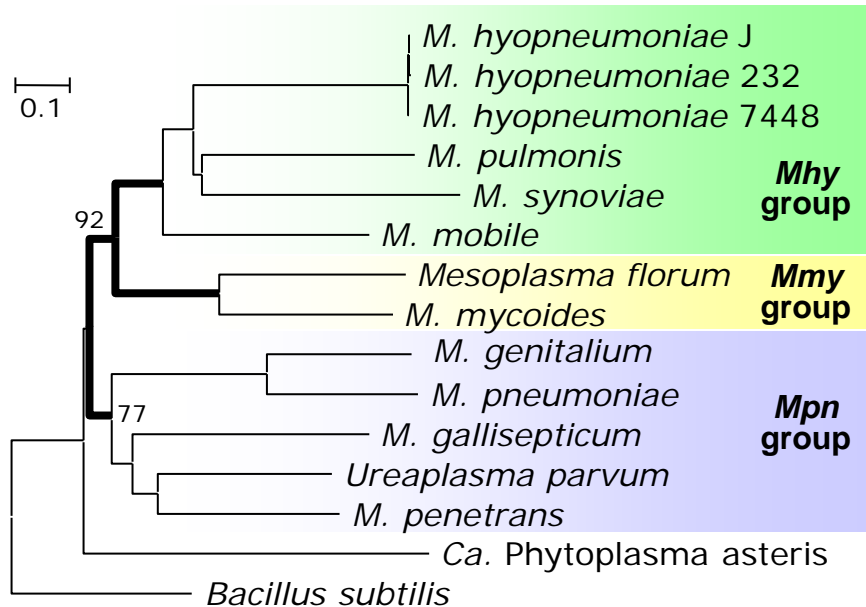 M. hyopneumoniae J
M. hyopneumoniae 232
0.1
M. hyopneumoniae 7448
M. pulmonis
Mhy
group
M. synoviae
92
M. mobile
Mesoplasma florum
Mmy
group
M. mycoides
M. genitalium
M. pneumoniae
Mpn
group
77
M. gallisepticum
Ureaplasma parvum
M. penetrans
Ca. Phytoplasma asteris
Bacillus subtilis